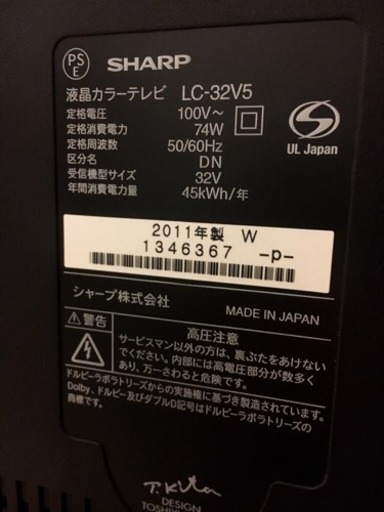 PS
E
SHARP
液晶カラーテレビ LC-32V5
定格電圧 100V~
定格消費電力 74W
定格周波数 50/60Hz
区分名 DN
受信機型サイズ 32V
年間消費電力量 45kWh/年
S
UL Japan
2011年製 W
1346367 -p-
シャープ株式会社
MADE IN JAPAN
警告
高圧注意
サービスマン以外の方は、裏ぶたをあけない
でください。内部には高電圧部分が数多く
あり、万一さわると危険です。
ドルビーラボラトリーズからの実施権に基づき製造されています。
Dolby、ドルビー及びダブルD記号はドルビーラボラトリーズの
商標です。
T.Kita
DESIGN